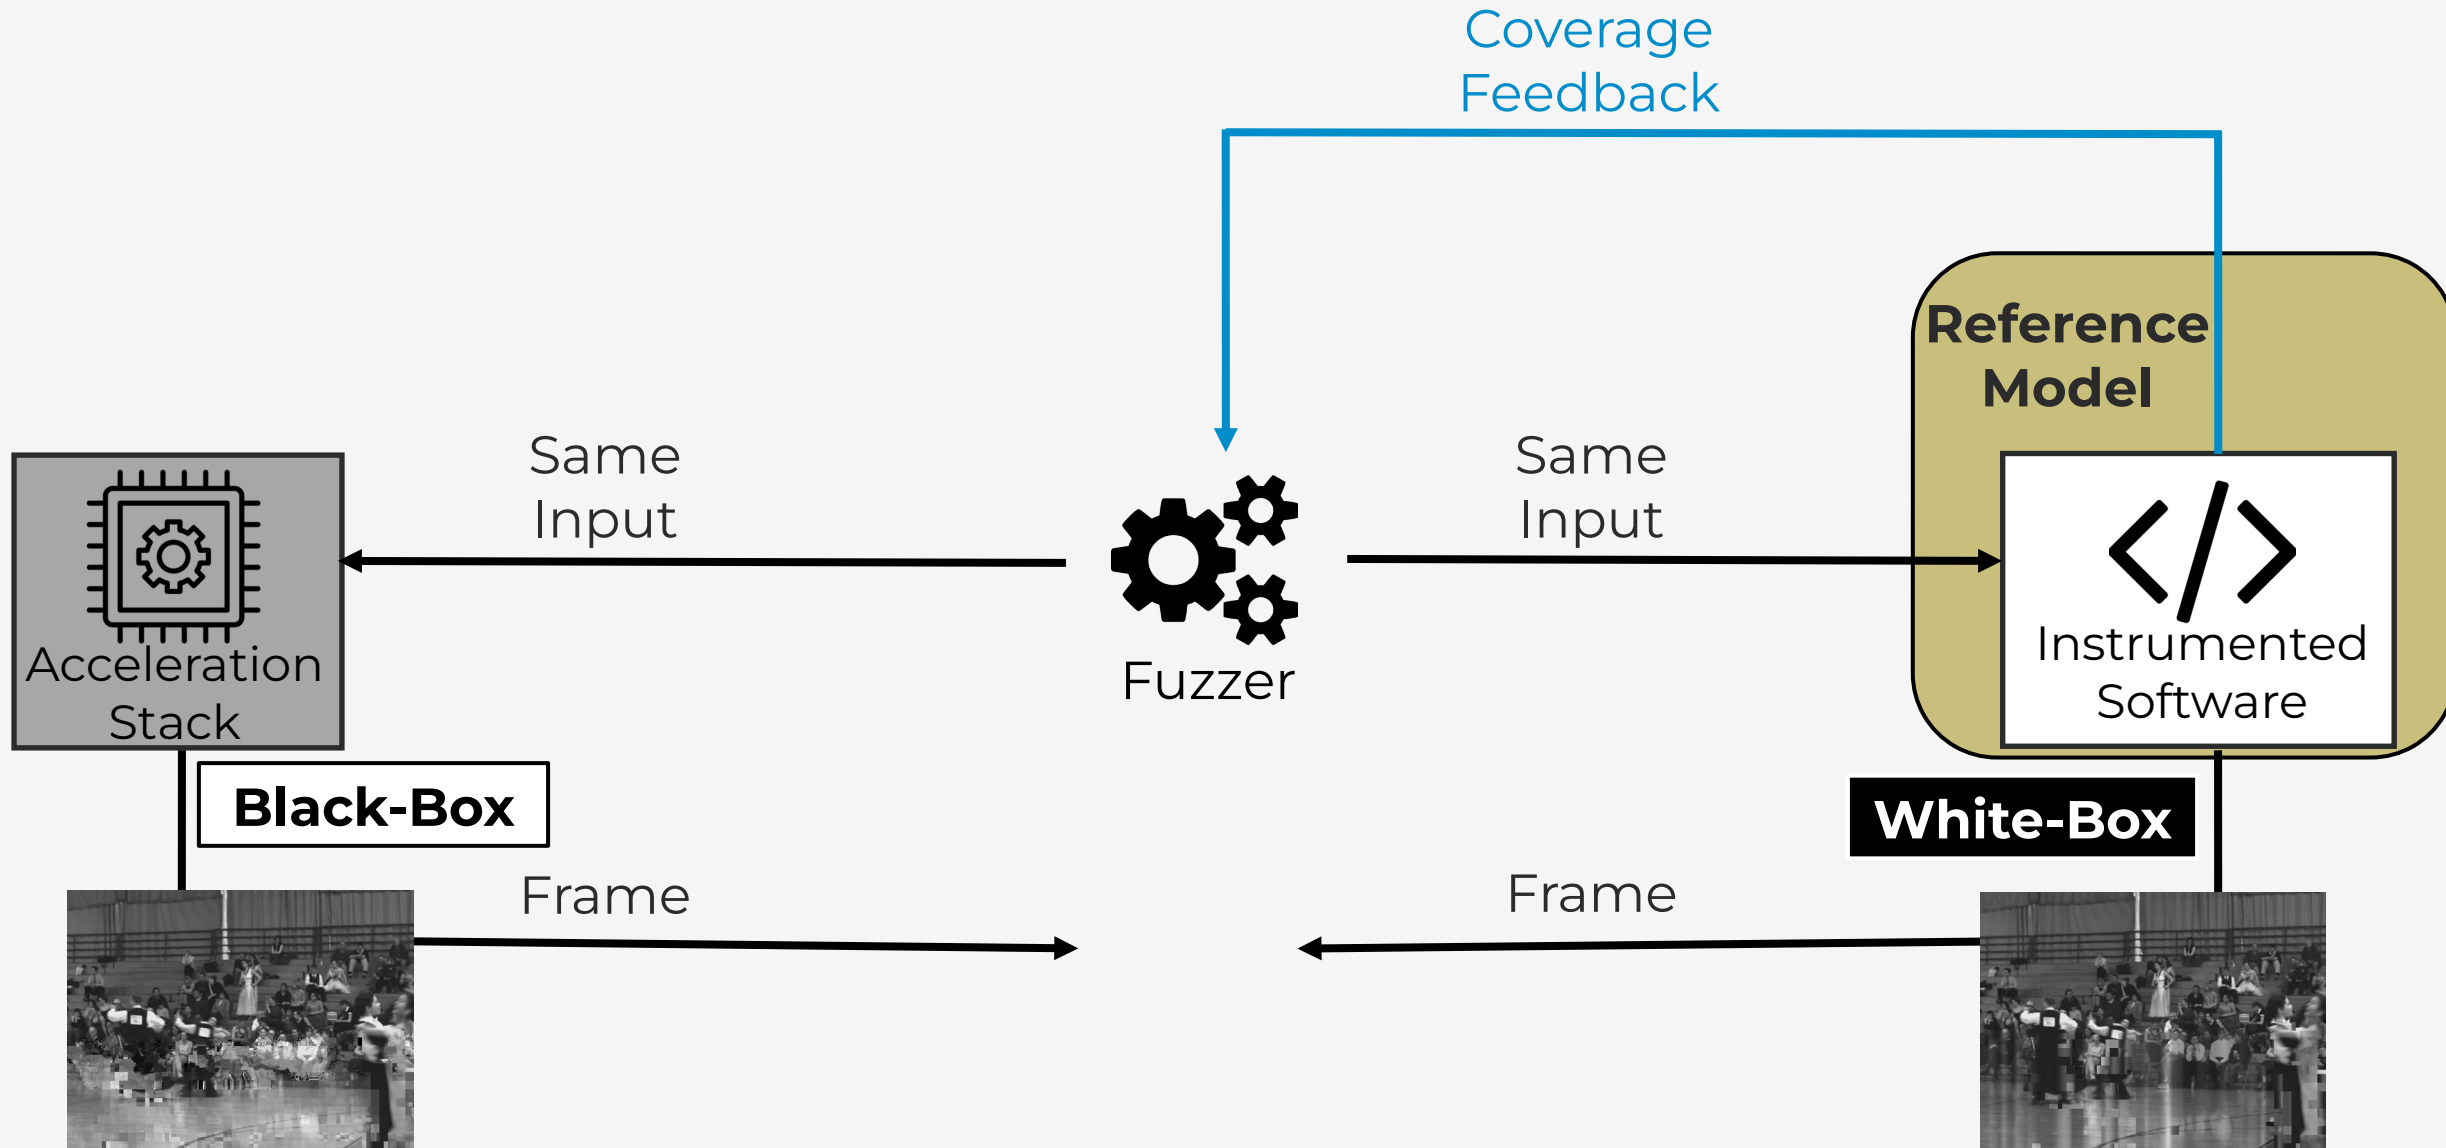 Coverage
Feedback
Reference
Model
Same
Input
Same
Input
Acceleration
Stack
Fuzzer
Instrumented
Software
Black-Box
White-Box
Frame
Frame